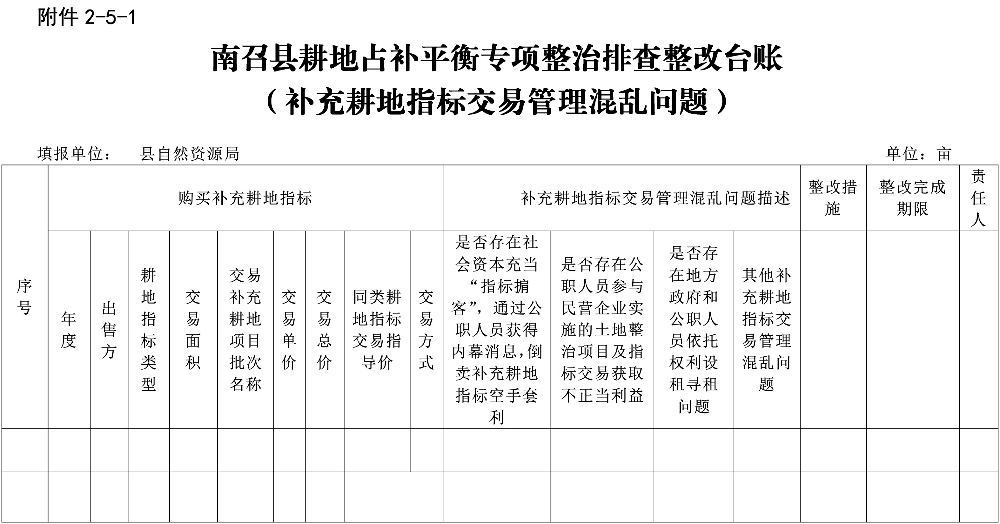 附件 2-5-1
南召县耕地占补平衡专项整治排查整改台账
（补充耕地指标交易管理混乱问题）
填报单位： 县自然资源局 单位：亩
序
号
购买补充耕地指标
补充耕地指标交易管理混乱问题描述
整改措
施
整改完成
期限
责
任
人
年
度
出
售
方
耕
地
指
标
类
型
交
易
面
积
交易
补充
耕地
项目
批次
名称
交
易
单
价
交
易
总
价
同类耕
地指标
交易指
导价
交
易
方
式
是否存在社
会资本充当
“指标掮
客”，通过公
职人员获得
内幕消息，倒
卖补充耕地
指标空手套
利
是否存在公
职人员参与
民营企业实
施的土地整
治项目及指
标交易获取
不正当利益
是否存
在地方
政府和
公职人
员依托
权利设
租寻租
问题
其他补
充耕地
指标交
易管理
混乱问
题